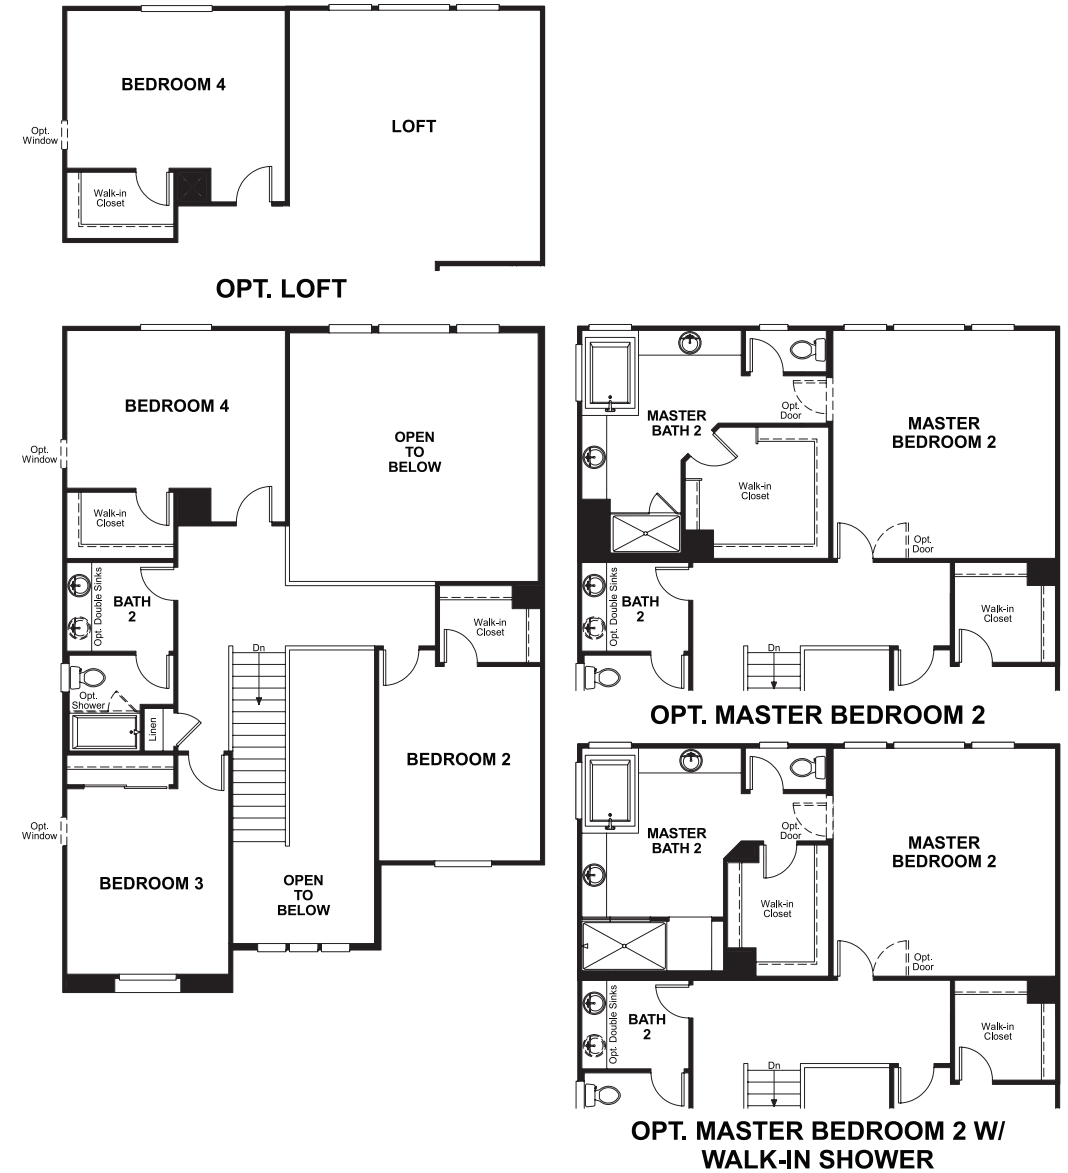 BEDROOM 4
LOFT
Opt.
Window
Walk-in
Closet
OPT. LOFT
BEDROOM 4
OPEN
TO
BELOW
Opt.
Window
Walk-in
Closet
Opt. Double Sinks
BATH
2
Walk-in
Closet
Dn
Opt.
Shower
Linen
BEDROOM 2
Opt.
Window
BEDROOM 3
OPEN
TO
BELOW
MASTER
BATH 2
Opt.
Door
MASTER
BEDROOM 2
Walk-in
Closet
Opt.
Door
Opt. Double Sinks
BATH
2
Walk-in
Closet
Dn
OPT. MASTER BEDROOM 2
MASTER
BATH 2
Opt.
Door
MASTER
BEDROOM 2
Walk-in
Closet
Opt.
Door
Opt. Double Sinks
BATH
2
Walk-in
Closet
Dn
OPT. MASTER BEDROOM 2 W/
WALK-IN SHOWER